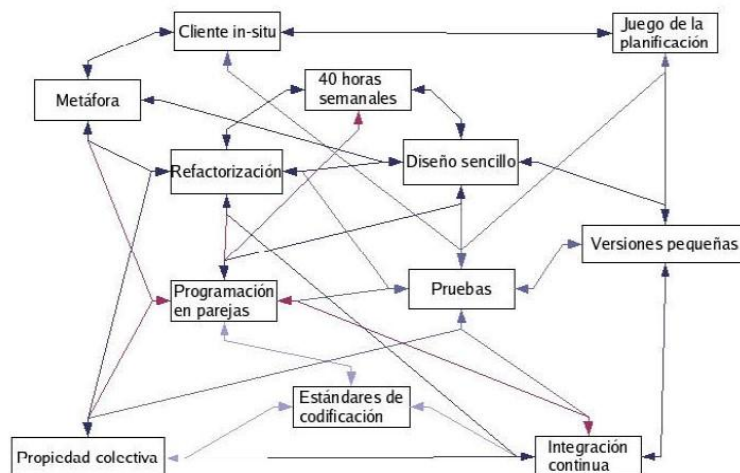 Cliente in-situ
Juego de la
planificación
40 horas
semanales
Metáfora
Refactorización
Diseño sencillo
Versiones pequeñas
Programación
en parejas
Pruebas
Estándares de
codificación
Propiedad colectiva
Integración
continua